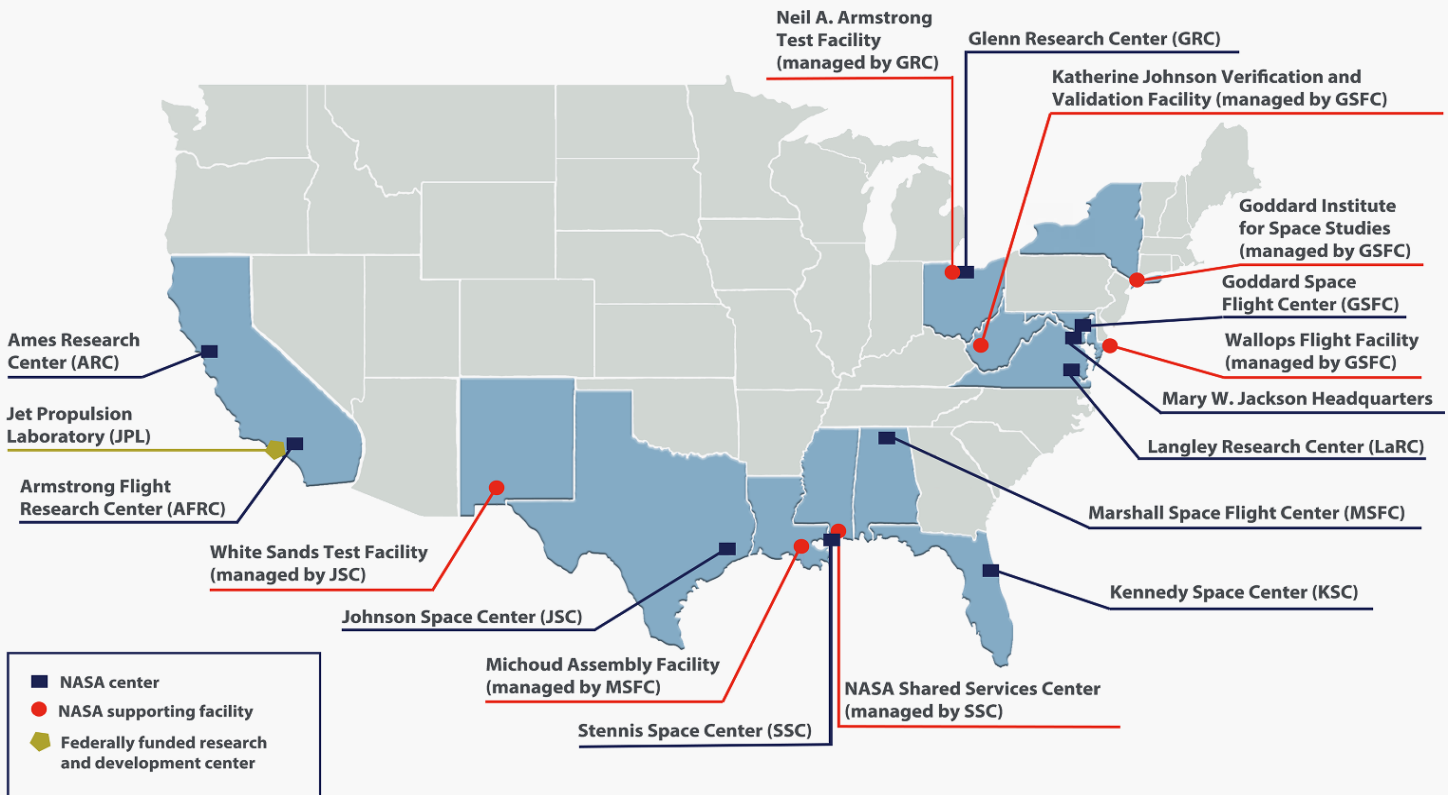 Neil A. Armstrong
Test Facility
(managed by GRC)
Glenn Research Center (GRC)
Katherine Johnson Verification and
Validation Facility (managed by GSFC)
Goddard Institute
for Space Studies
(managed by GSFC)
Goddard Space
Flight Center (GSFC)
Wallops Flight Facility
(managed by GSFC)
Mary W. Jackson Headquarters
Langley Research Center (LaRC)
Marshall Space Flight Center (MSFC)
Kennedy Space Center (KSC)
Ames Research
Center (ARC)
Jet Propulsion
Laboratory (JPL)
Armstrong Flight
Research Center (AFRC)
White Sands Test Facility
(managed by JSC)
Johnson Space Center (JSC)
Michoud Assembly Facility
(managed by MSFC)
Stennis Space Center (SSC)
NASA Shared Services Center
(managed by SSC)
NASA center
NASA supporting facility
Federally funded research
and development center